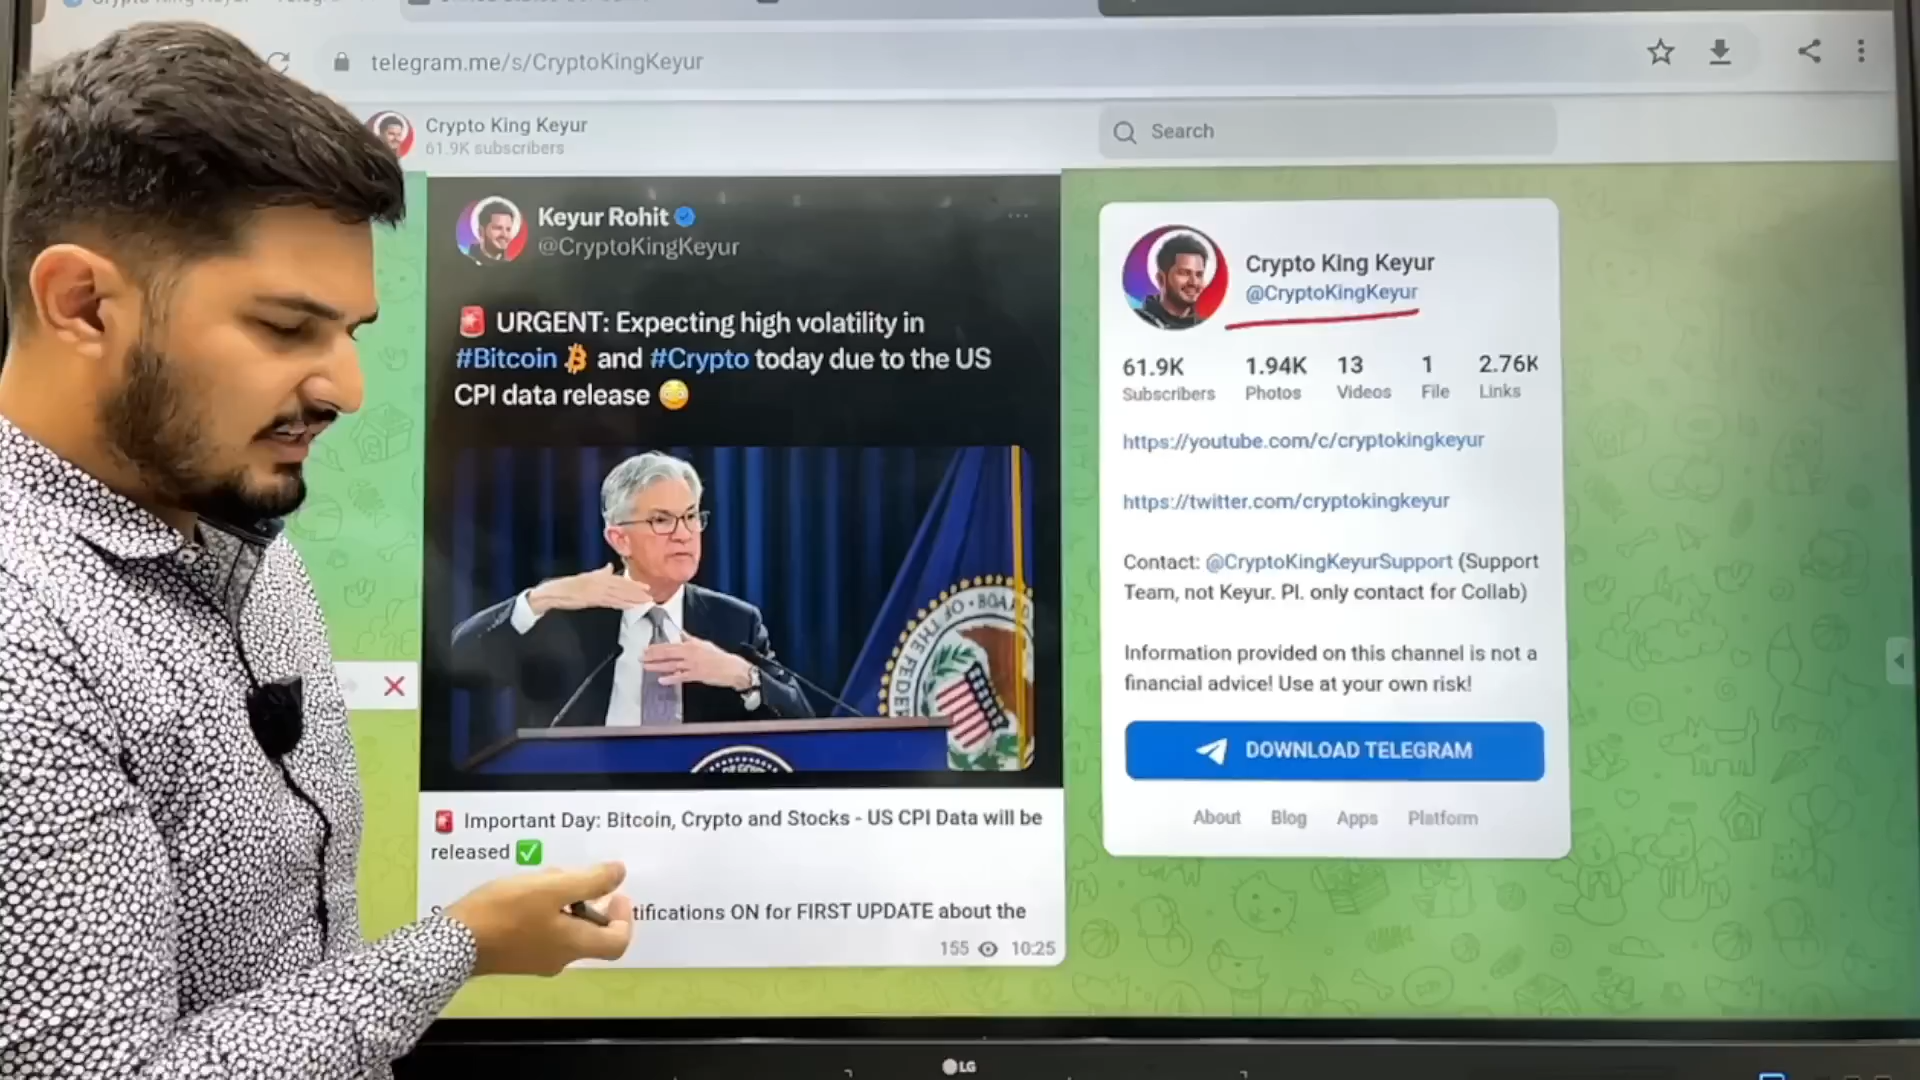 telegram.me/s/CryptoKingKeyur
Crypto King Keyur
61.9K subscribers
Search
Keyur Rohit
@CryptoKingKeyur
URGENT: Expecting high volatility in
#Bitcoin and #Crypto today due to the US
CPI data release
Important Day: Bitcoin, Crypto and Stocks - US CPI Data will be
released
tifications ON for FIRST UPDATE about the
155 10:25
Crypto King Keyur
@CryptoKingKeyur
61.9K 1.94K 13 1 2.76K
Subscribers Photos Videos File Links
https://youtube.com/c/cryptokingkeyur
https://twitter.com/cryptokingkeyur
Contact: @CryptoKingKeyurSupport (Support
Team, not Keyur. Pl. only contact for Collab)
Information provided on this channel is not a
financial advice! Use at your own risk!
DOWNLOAD TELEGRAM
About Blog Apps Platform
LG